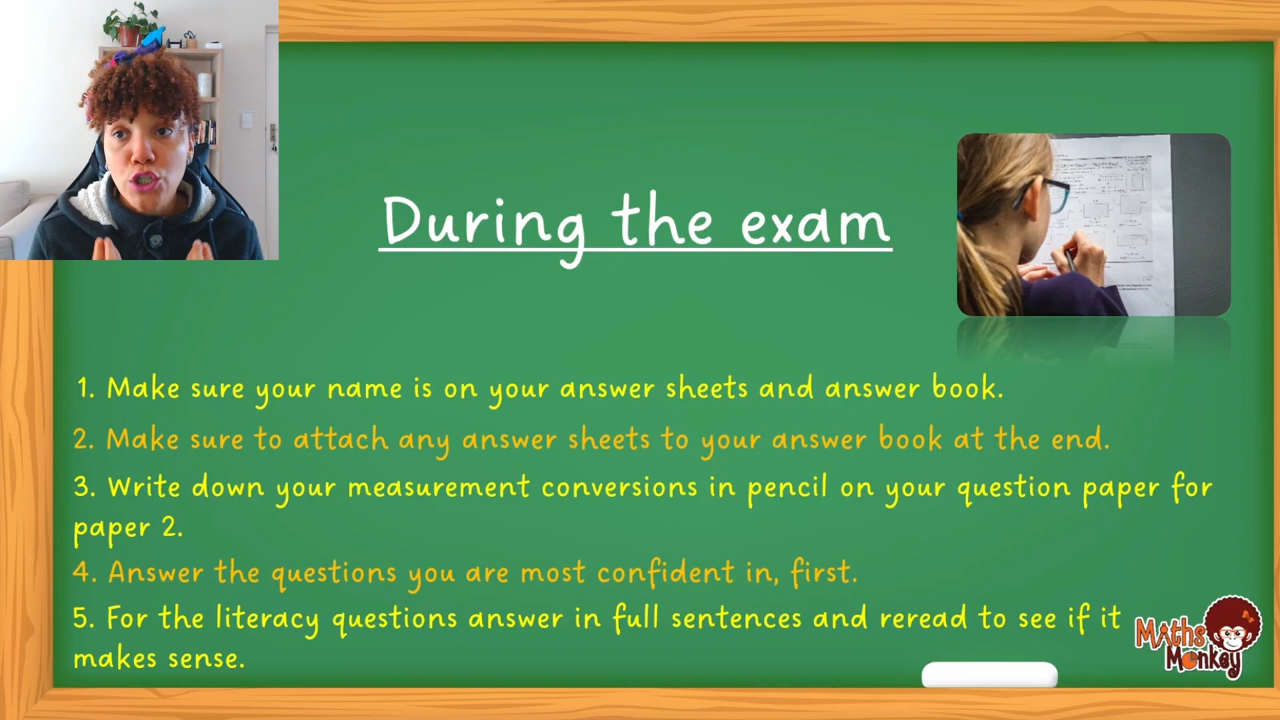 During the exam
1. Make sure your name is on your answer sheets and answer book.
2. Make sure to attach any answer sheets to your answer book at the end.
3. Write down your measurement conversions in pencil on your question paper for
paper 2.
4. Answer the questions you are most confident in, first.
5. For the literacy questions answer in full sentences and reread to see if it
makes sense.
Maths
Monkey